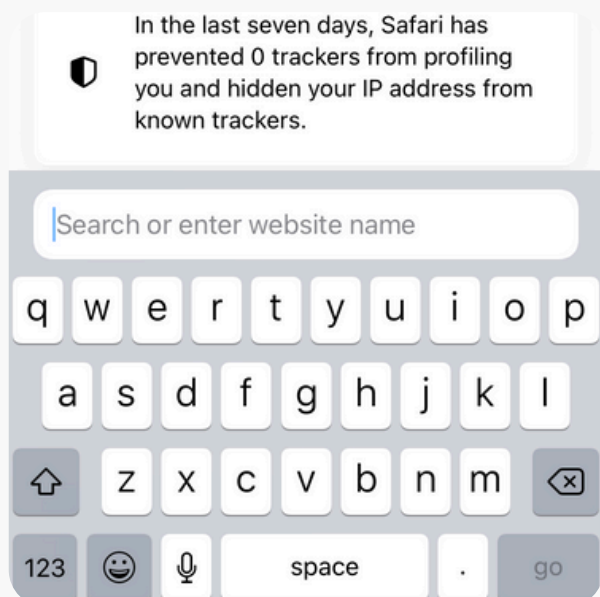 In the last seven days, Safari has
prevented 0 trackers from profiling
you and hidden your IP address from
known trackers.
Search or enter website name
q w e r t y u i o p
a s d f g h j k l
z x c v b n m
123 space . go